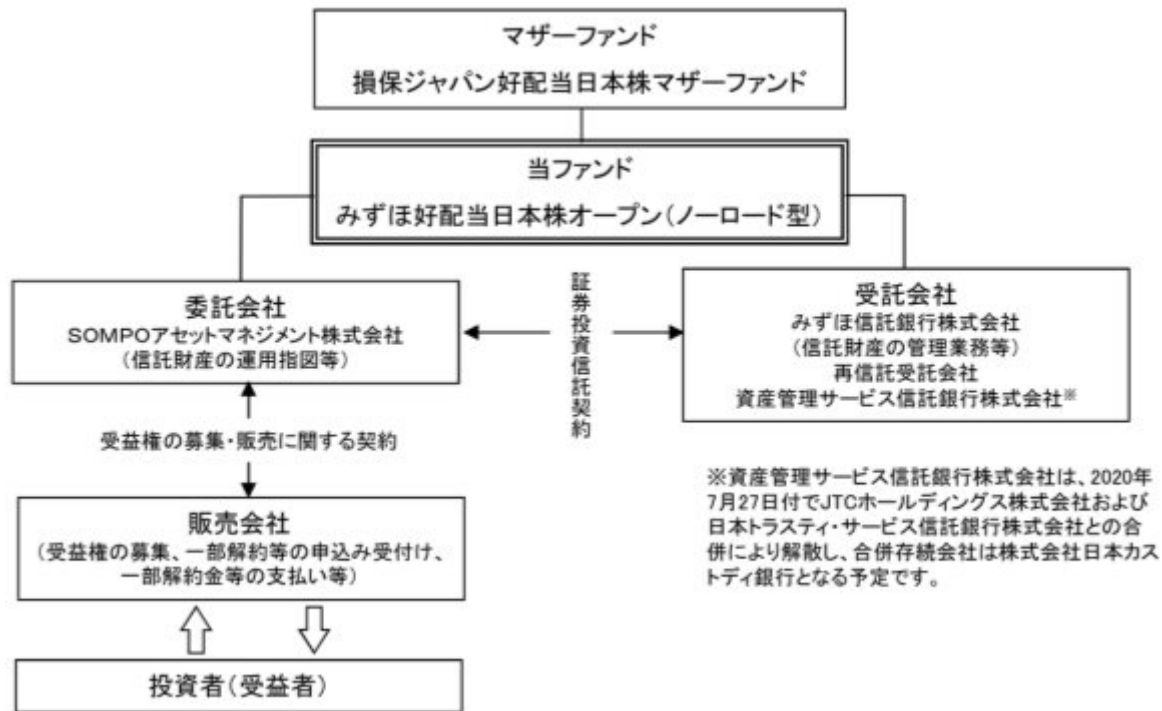 マザーファンド
損保ジャパン好配当日本株マザーファンド
当ファンド
みずほ好配当日本株オープン(ノーロード型)
委託会社
SOMPOアセットマネジメント株式会社
(信託財産の運用指図等)
証券投資信託契約
受託会社
みずほ信託銀行株式会社
(信託財産の管理業務等)
再信託受託会社
資産管理サービス信託銀行株式会社※
受益権の募集・販売に関する契約
販売会社
(受益権の募集、一部解約等の申込み受付け、
一部解約金等の支払い等)
投資者(受益者)
※資産管理サービス信託銀行株式会社は、2020年
7月27日付でJTCホールディングス株式会社および
日本トラスティ・サービス信託銀行株式会社との合
併により解散し、合併存続会社は株式会社日本カス
トディ銀行となる予定です。